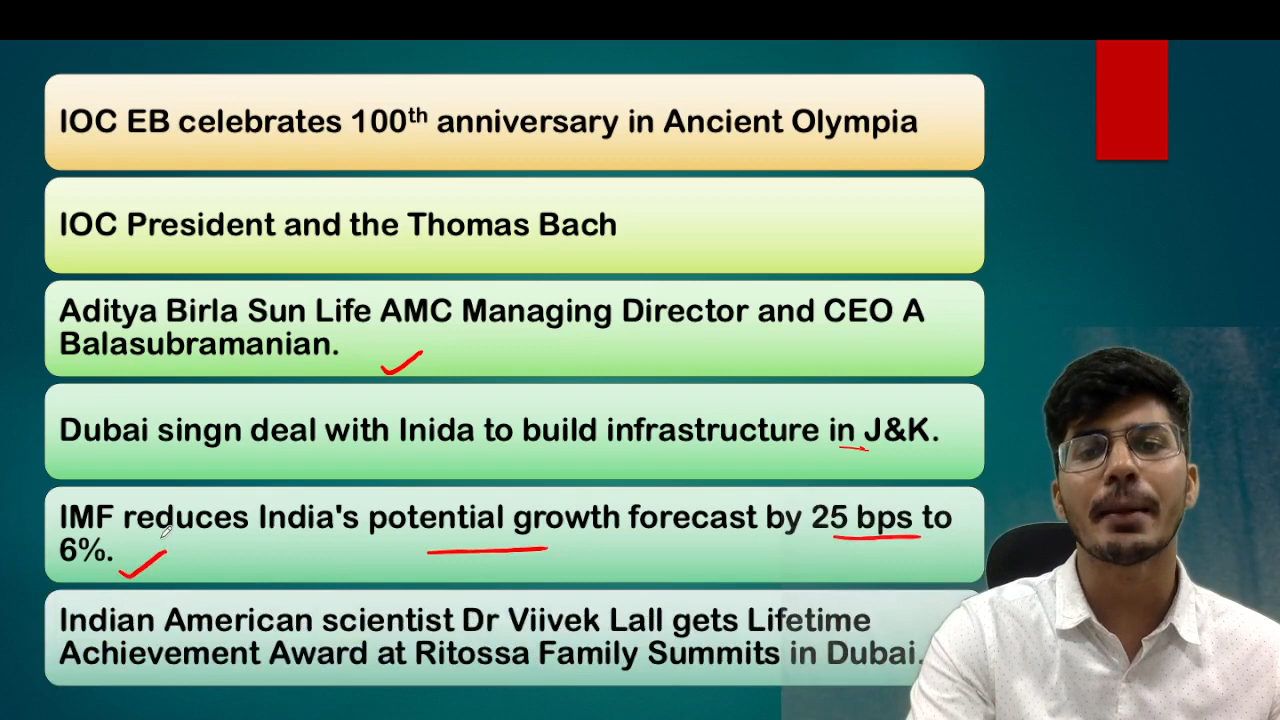 IOC EB celebrates 100th anniversary in Ancient Olympia
IOC President and the Thomas Bach
Aditya Birla Sun Life AMC Managing Director and CEO A
Balasubramanian.
Dubai singn deal with Inida to build infrastructure in J&K.
IMF reduces India's potential growth forecast by 25 bps to
6%.
Indian American scientist Dr Viivek Lall gets Lifetime
Achievement Award at Ritossa Family Summits in Dubai.